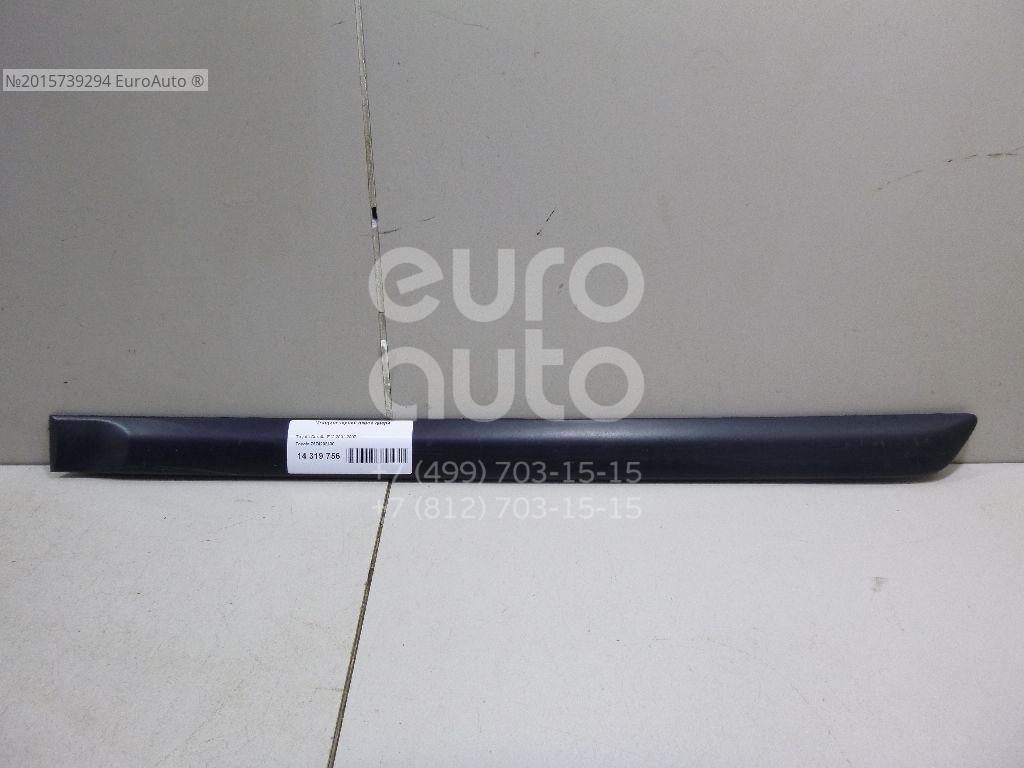 №2015739294 EuroAuto ®
euro
auto
14 319 756
+7 (499) 703-15-15
+7 (812) 703-15-15